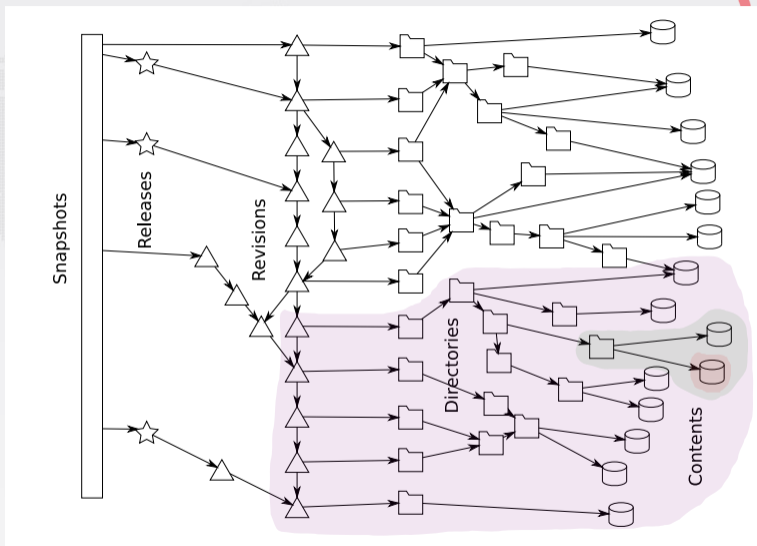 Snapshots
Releases
Revisions
Directories
Contents